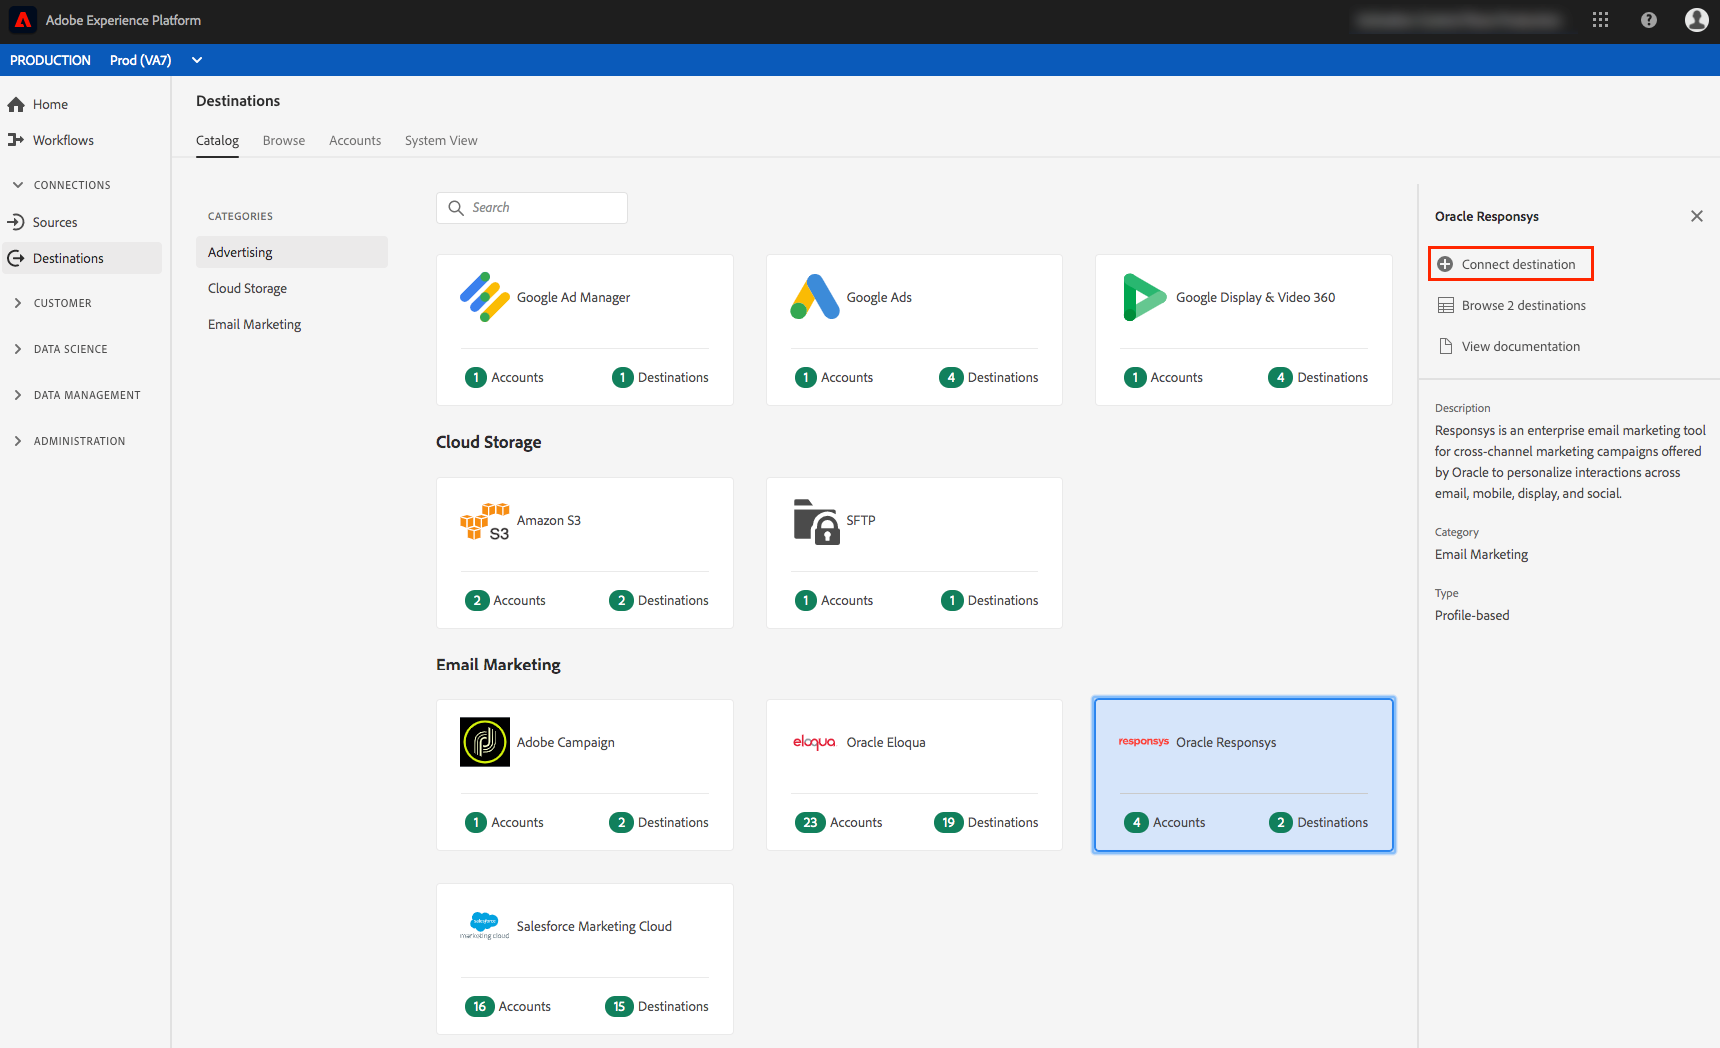 Adobe Experience Platform
PRODUCTION Prod (VA7)
Home
Workflows
CONNECTIONS
Sources
Destinations
CUSTOMER
DATA SCIENCE
DATA MANAGEMENT
ADMINISTRATION
Destinations
Catalog Browse Accounts System View
CATEGORIES
Advertising
Cloud Storage
Email Marketing
Search
Google Ad Manager
1 Accounts 1 Destinations
Google Ads
1 Accounts 4 Destinations
Google Display & Video 360
1 Accounts 4 Destinations
Cloud Storage
S3 Amazon S3
2 Accounts 2 Destinations
SFTP
1 Accounts 1 Destinations
Email Marketing
Adobe Campaign
1 Accounts 2 Destinations
eloqua Oracle Eloqua
23 Accounts 19 Destinations
responsys Oracle Responsys
4 Accounts 2 Destinations
salesforce
marketing cloud
Salesforce Marketing Cloud
16 Accounts 15 Destinations
Oracle Responsys
Connect destination
Browse 2 destinations
View documentation
Description
Responsys is an enterprise email marketing tool
for cross-channel marketing campaigns offered
by Oracle to personalize interactions across
email, mobile, display, and social.
Category
Email Marketing
Type
Profile-based